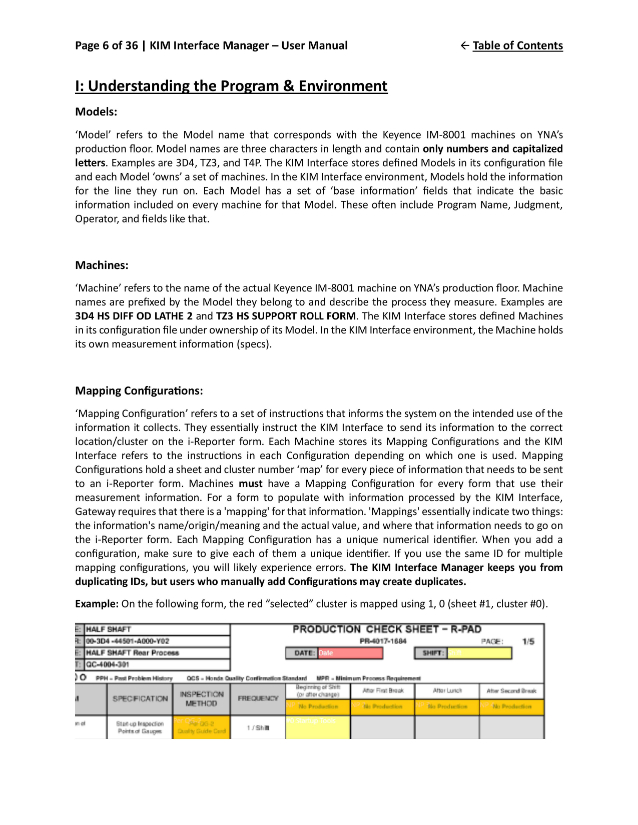 Page 6 of 36 | KIM Interface Manager – User Manual
← Table of Contents
I: Understanding the Program & Environment
Models:
‘Model’ refers to the Model name that corresponds with the Keyence IM-8001 machines on YNA’s
production floor. Model names are three characters in length and contain only numbers and capitalized
letters. Examples are 3D4, TZ3, and T4P. The KIM Interface stores defined Models in its configuration file
and each Model ‘owns’ a set of machines. In the KIM Interface environment, Models hold the information
for the line they run on. Each Model has a set of ‘base information’ fields that indicate the basic
information included on every machine for that Model. These often include Program Name, Judgment,
Operator, and fields like that.
Machines:
‘Machine’ refers to the name of the actual Keyence IM-8001 machine on YNA’s production floor. Machine
names are prefixed by the Model they belong to and describe the process they measure. Examples are
3D4 HS DIFF OD LATHE 2 and TZ3 HS SUPPORT ROLL FORM. The KIM Interface stores defined Machines
in its configuration file under ownership of its Model. In the KIM Interface environment, the Machine holds
its own measurement information (specs).
Mapping Configurations:
‘Mapping Configuration’ refers to a set of instructions that informs the system on the intended use of the
information it collects. They essentially instruct the KIM Interface to send its information to the correct
location/cluster on the i-Reporter form. Each Machine stores its Mapping Configurations and the KIM
Interface refers to the instructions in each Configuration depending on which one is used. Mapping
Configurations hold a sheet and cluster number ‘map’ for every piece of information that needs to be sent
to an i-Reporter form. Machines must have a Mapping Configuration for every form that use their
measurement information. For a form to populate with information processed by the KIM Interface,
Gateway requires that there is a 'mapping' for that information. 'Mappings' essentially indicate two things:
the information's name/origin/meaning and the actual value, and where that information needs to go on
the i-Reporter form. Each Mapping Configuration has a unique numerical identifier. When you add a
configuration, make sure to give each of them a unique identifier. If you use the same ID for multiple
mapping configurations, you will likely experience errors. The KIM Interface Manager keeps you from
duplicating IDs, but users who manually add Configurations may create duplicates.
Example: On the following form, the red “selected” cluster is mapped using 1, 0 (sheet #1, cluster #0).
E: HALF SHAFT
PRODUCTION CHECK SHEET – R-PAD
R: 00-3D4 -44501-A000-Y02
PR-4017-1684
PAGE: 1/5
E: HALF SHAFT Rear Process
DATE: Date
SHIFT:
T: QC-4004-301
PPH = Past Problem History
QCS = Honda Quality Confirmation Standard
MPR = Minimum Process Requirement
SPECIFICATION
INSPECTION
METHOD
FREQUENCY
Beginning of Shift
(or after change)
After First Break
After Lunch
After Second Break
No Production
No Production
No Production
No Production
Start-up Inspection
Points of Gauges
1 / Shift